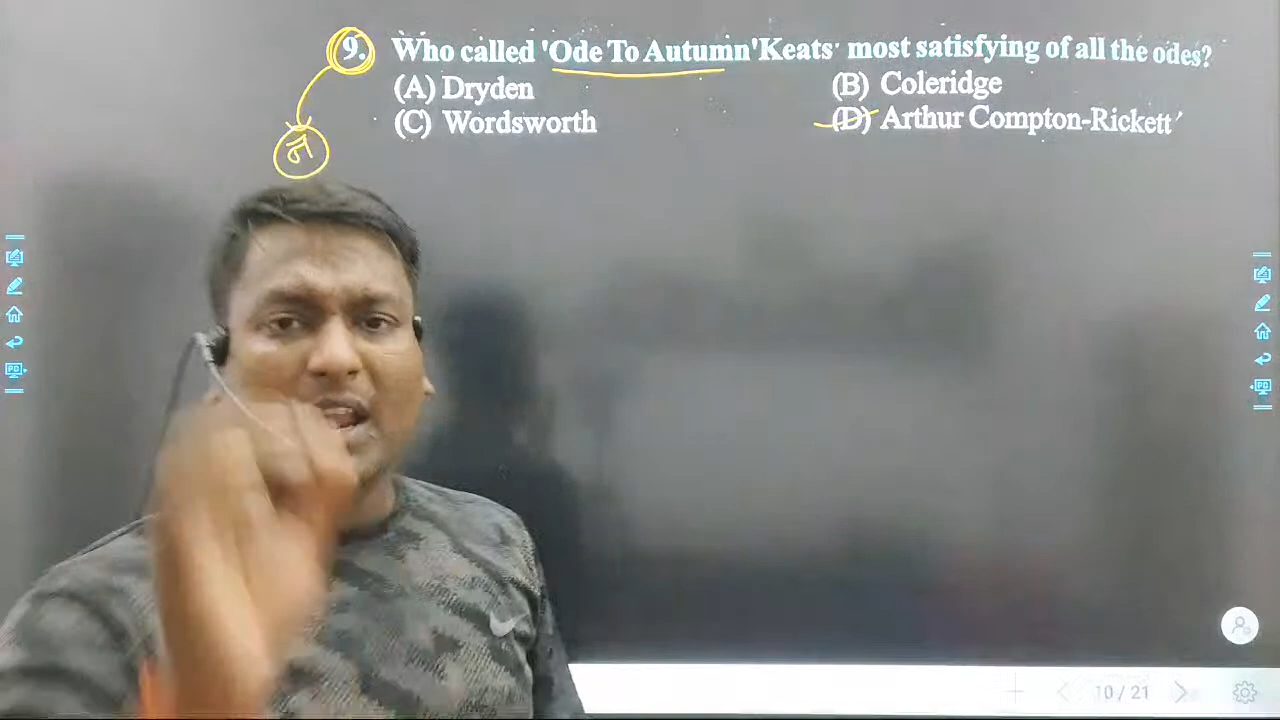 9. Who called 'Ode To Autumn'Keats' most satisfying of all the odes?
(A) Dryden (B) Coleridge
(C) Wordsworth (D) Arthur Compton-Rickett
10 / 21